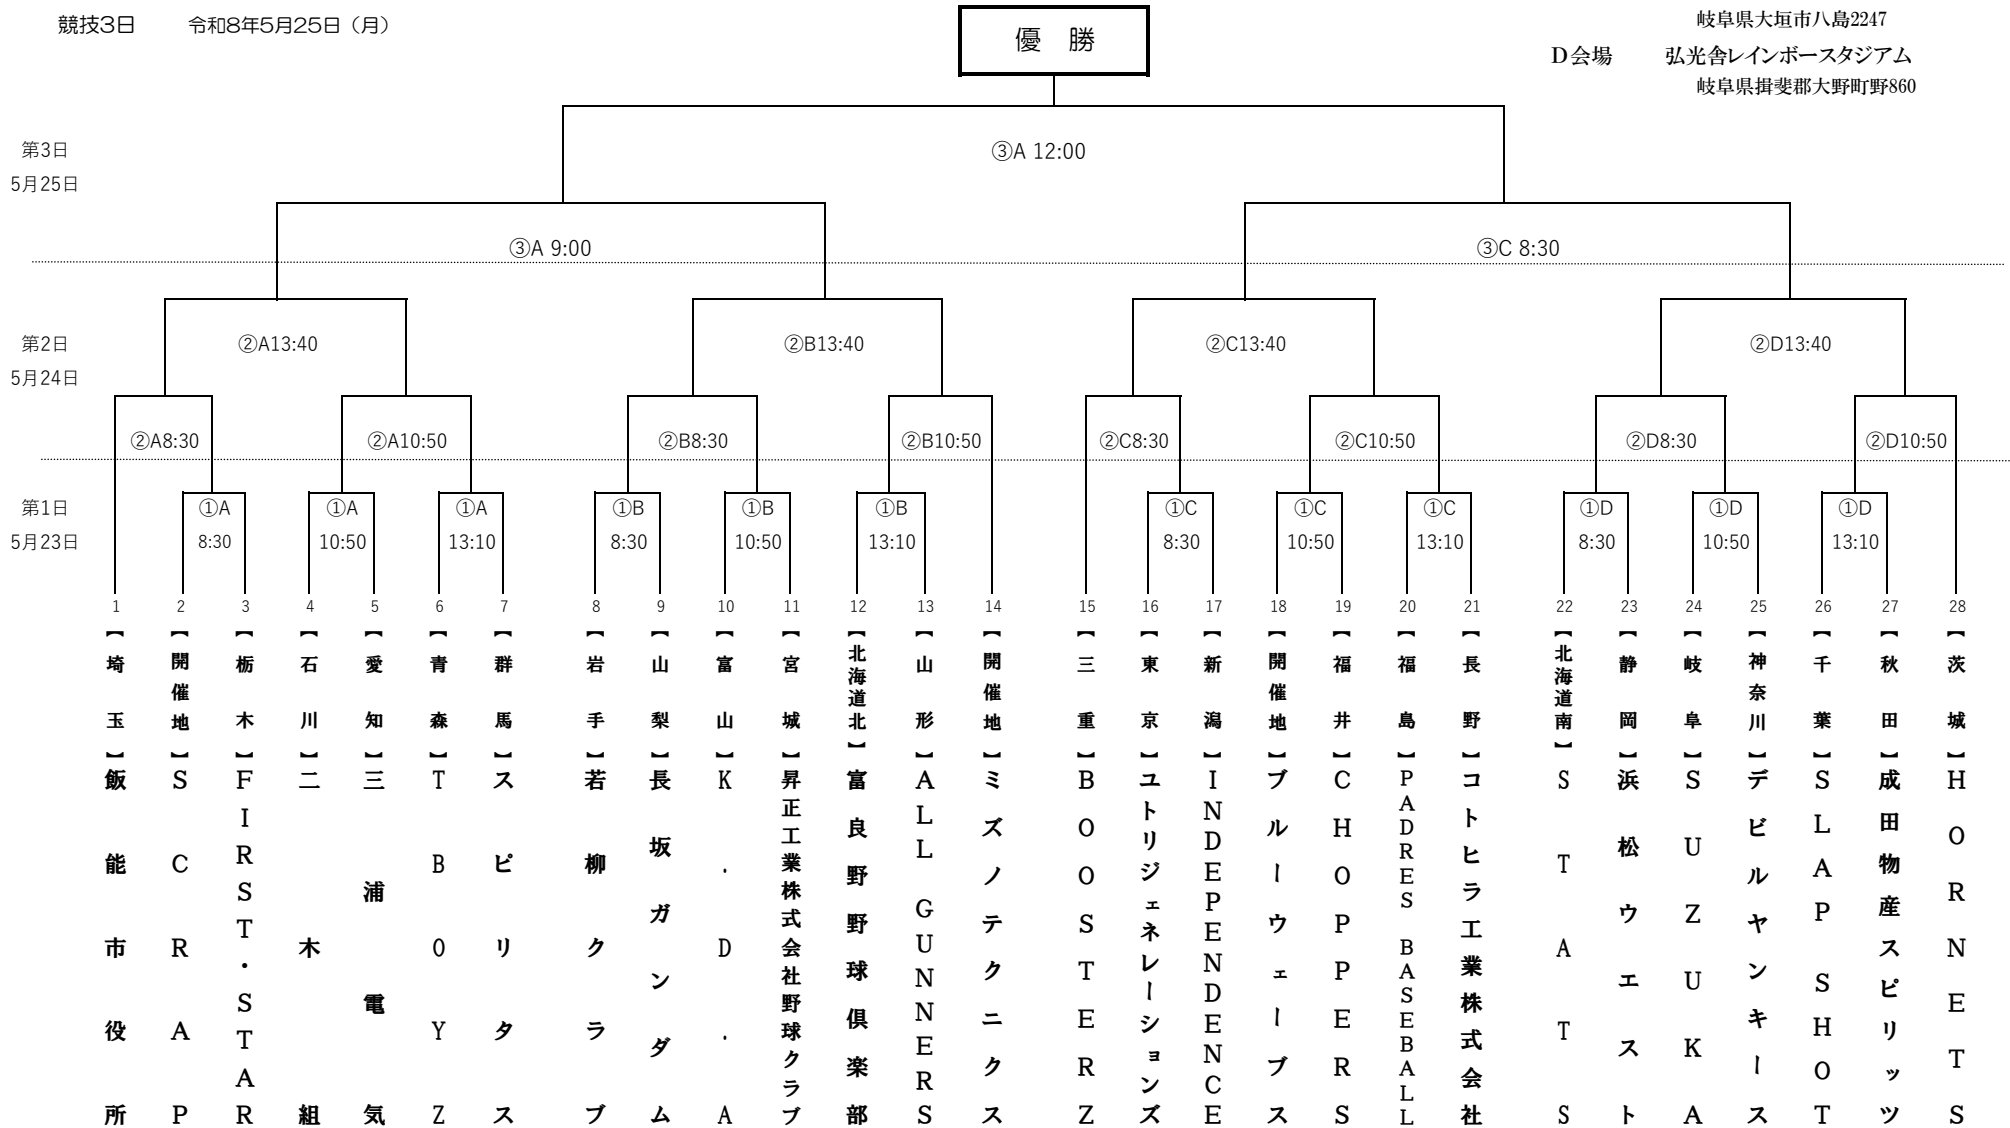 競技3日　令和8年5月25日（月）
優　勝
岐阜県大垣市八島2247
D会場　弘光舎レインボースタジアム
岐阜県揖斐郡大野町野860
第3日
5月25日
③A 12:00
③A 9:00
③C 8:30
第2日
5月24日
②A13:40
②B13:40
②C13:40
②D13:40
②A8:30
②A10:50
②B8:30
②B10:50
②C8:30
②C10:50
②D8:30
②D10:50
第1日
5月23日
①A 8:30
①A 10:50
①A 13:10
①B 8:30
①B 10:50
①B 13:10
①C 8:30
①C 10:50
①C 13:10
①D 8:30
①D 10:50
①D 13:10
1【埼玉】飯能市役所
2【開催地】SCRAP
3【栃木】FIRST・STAR
4【石川】二木組
5【愛知】三浦電気
6【青森】TBOYZ
7【群馬】スピリタス
8【岩手】若柳クラブ
9【山梨】長坂ガンダム
10【富山】K.D.A
11【宮城】昇正工業株式会社野球クラブ
12【北海道北】富良野野球倶楽部
13【山形】ALL GUNNERS
14【開催地】ミズノテクニクス
15【三重】BOOSTERZ
16【東京】ユトリジェネレーションズ
17【新潟】INDEPENDENCE
18【開催地】ブルーウェーブス
19【福井】CHOPPERS
20【福島】PADRES BASEBALL
21【長野】コトヒラ工業株式会社
22【北海道南】STATS
23【静岡】浜松ウエスト
24【岐阜】SUZUKA
25【神奈川】デビルヤンキース
26【千葉】SLAP SHOT
27【秋田】成田物産スピリッツ
28【茨城】HORNETS